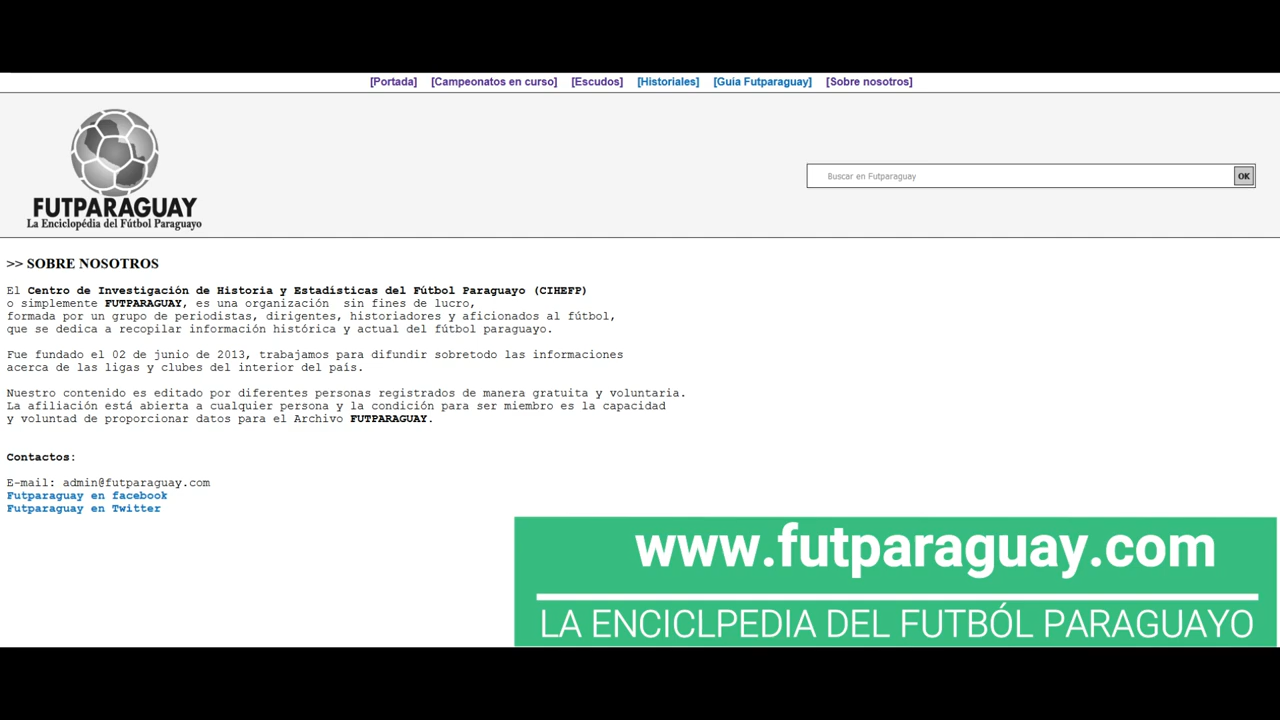 [Portada] [Campeonatos en curso] [Escudos] [Historiales] [Guia Futparaguay] [Sobre nosotros]
FUTPARAGUAY
La Enciclopédia del Fútbol Paraguayo
Buscar en Futparaguay OK
>> SOBRE NOSOTROS
El Centro de Investigación de Historia y Estadísticas del Fútbol Paraguayo (CIHEFP)
o simplemente FUTPARAGUAY, es una organización sin fines de lucro,
formada por un grupo de periodistas, dirigentes, historiadores y aficionados al fútbol,
que se dedica a recopilar información histórica y actual del fútbol paraguayo.
Fue fundado el 02 de junio de 2013, trabajamos para difundir sobretodo las informaciones
acerca de las ligas y clubes del interior del país.
Nuestro contenido es editado por diferentes personas registrados de manera gratuita y voluntaria.
La afiliación está abierta a cualquier persona y la condición para ser miembro es la capacidad
y voluntad de proporcionar datos para el Archivo FUTPARAGUAY.
Contactos:
E-mail: admin@futparaguay.com
Futparaguay en facebook
Futparaguay en Twitter
www.futparaguay.com
LA ENCICLPEDIA DEL FUTBÓL PARAGUAYO